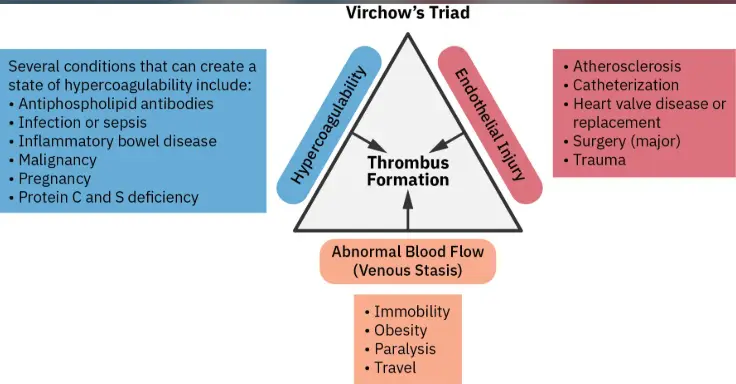 Virchow's Triad
Several conditions that can create a
state of hypercoagulability include:
• Antiphospholipid antibodies
• Infection or sepsis
• Inflammatory bowel disease
• Malignancy
• Pregnancy
• Protein C and S deficiency
Hypercoagulability
Endothelial Injury
• Atherosclerosis
• Catheterization
• Heart valve disease or
replacement
• Surgery (major)
• Trauma
Thrombus
Formation
Abnormal Blood Flow
(Venous Stasis)
• Immobility
• Obesity
• Paralysis
• Travel